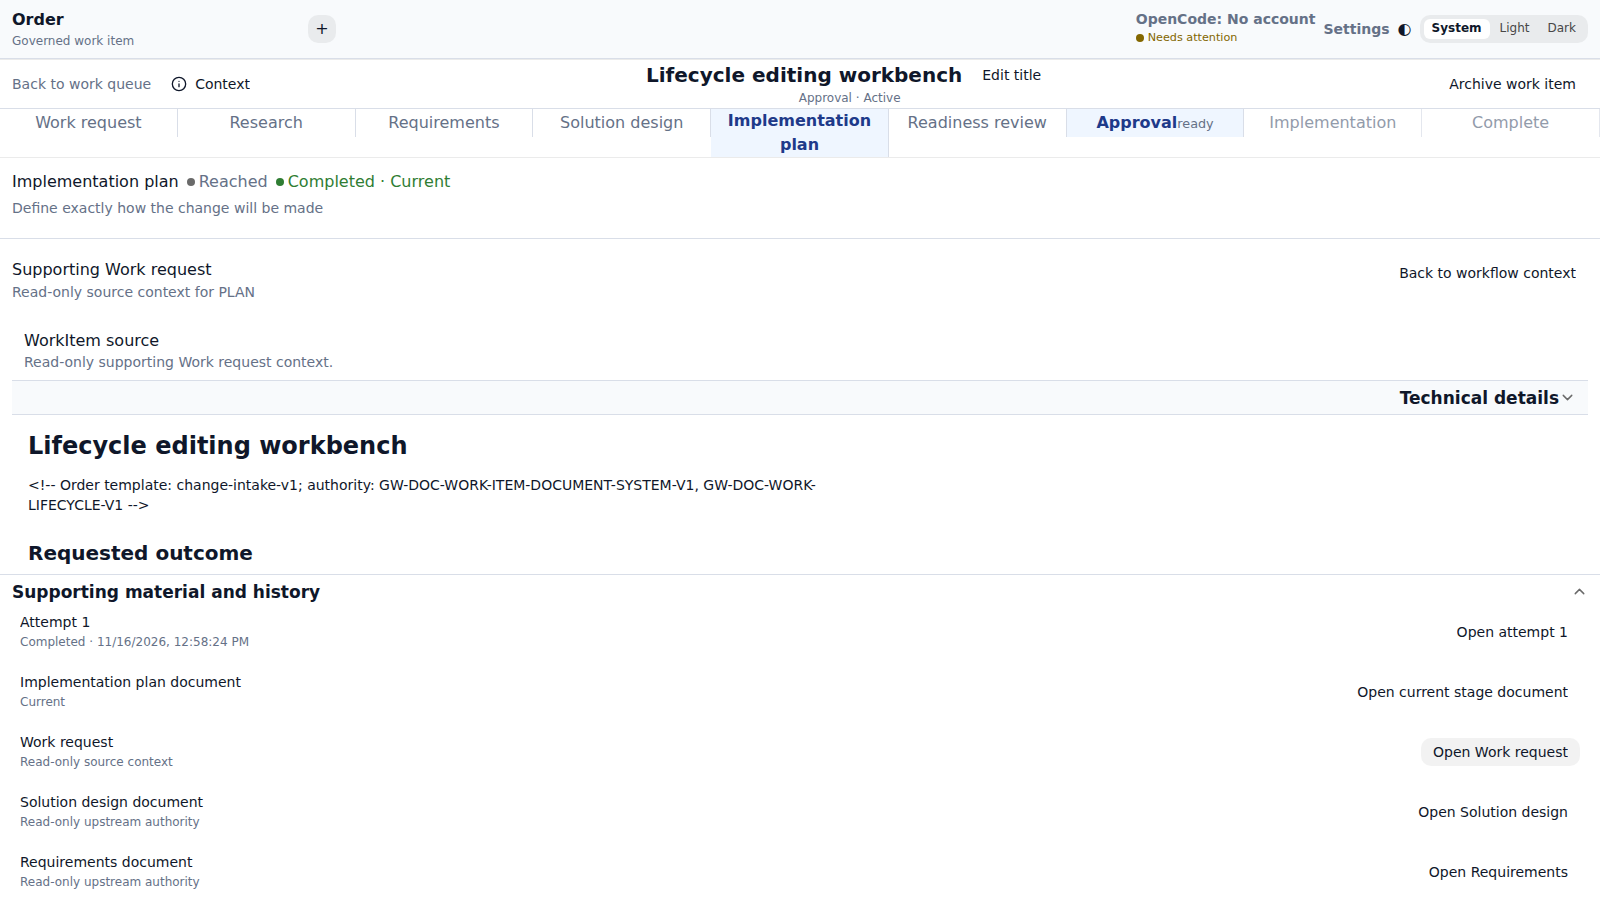 Order
Governed work item
+
OpenCode: No account
Needs attention
Settings
System Light Dark
Back to work queue
Context
Lifecycle editing workbench
Edit title
Approval · Active
Archive work item
Work request
Research
Requirements
Solution design
Implementation
plan
Readiness review
Approvalready
Implementation
Complete
Implementation plan Reached Completed · Current
Define exactly how the change will be made
Supporting Work request
Read-only source context for PLAN
Back to workflow context
WorkItem source
Read-only supporting Work request context.
Technical details
Lifecycle editing workbench
<!-- Order template: change-intake-v1; authority: GW-DOC-WORK-ITEM-DOCUMENT-SYSTEM-V1, GW-DOC-WORK-
LIFECYCLE-V1 -->
Requested outcome
Supporting material and history
Attempt 1
Completed · 11/16/2026, 12:58:24 PM
Open attempt 1
Implementation plan document
Current
Open current stage document
Work request
Read-only source context
Open Work request
Solution design document
Read-only upstream authority
Open Solution design
Requirements document
Read-only upstream authority
Open Requirements